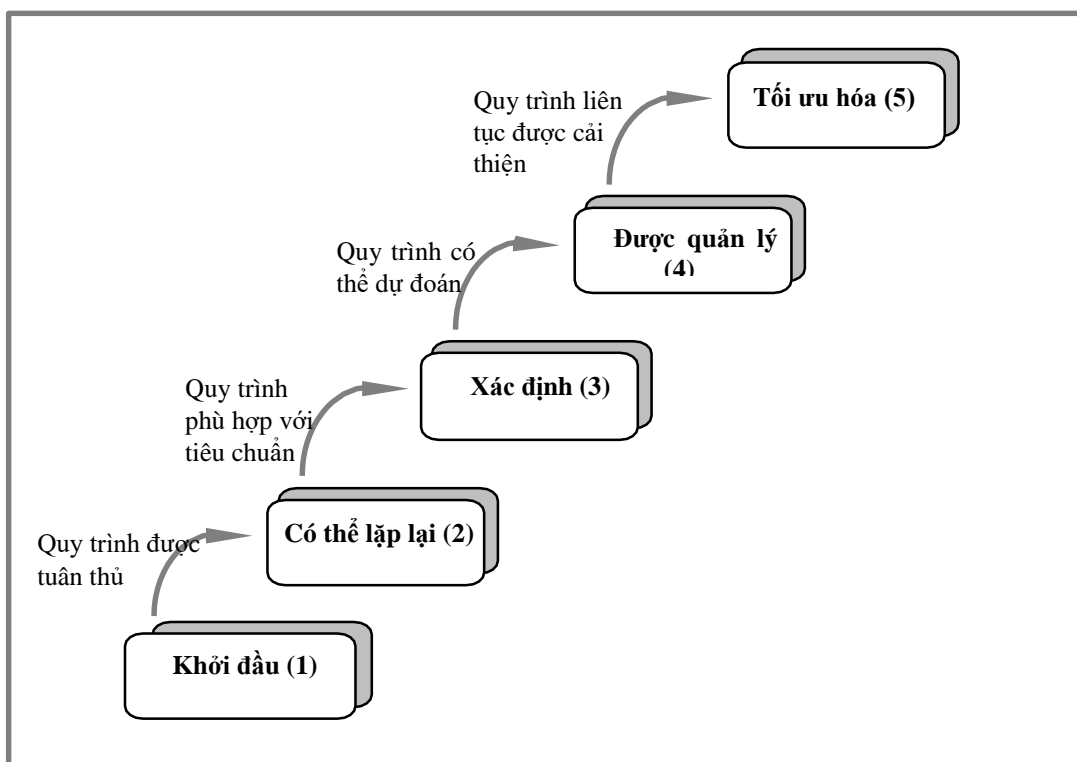 Quy trình liên
tục được cải
thiện
Tối ưu hóa (5)
Quy trình có
thể dự đoán
Được quản lý
(4)
Quy trình
phù hợp với
tiêu chuẩn
Xác định (3)
Quy trình được
tuân thủ
Có thể lặp lại (2)
Khởi đầu (1)